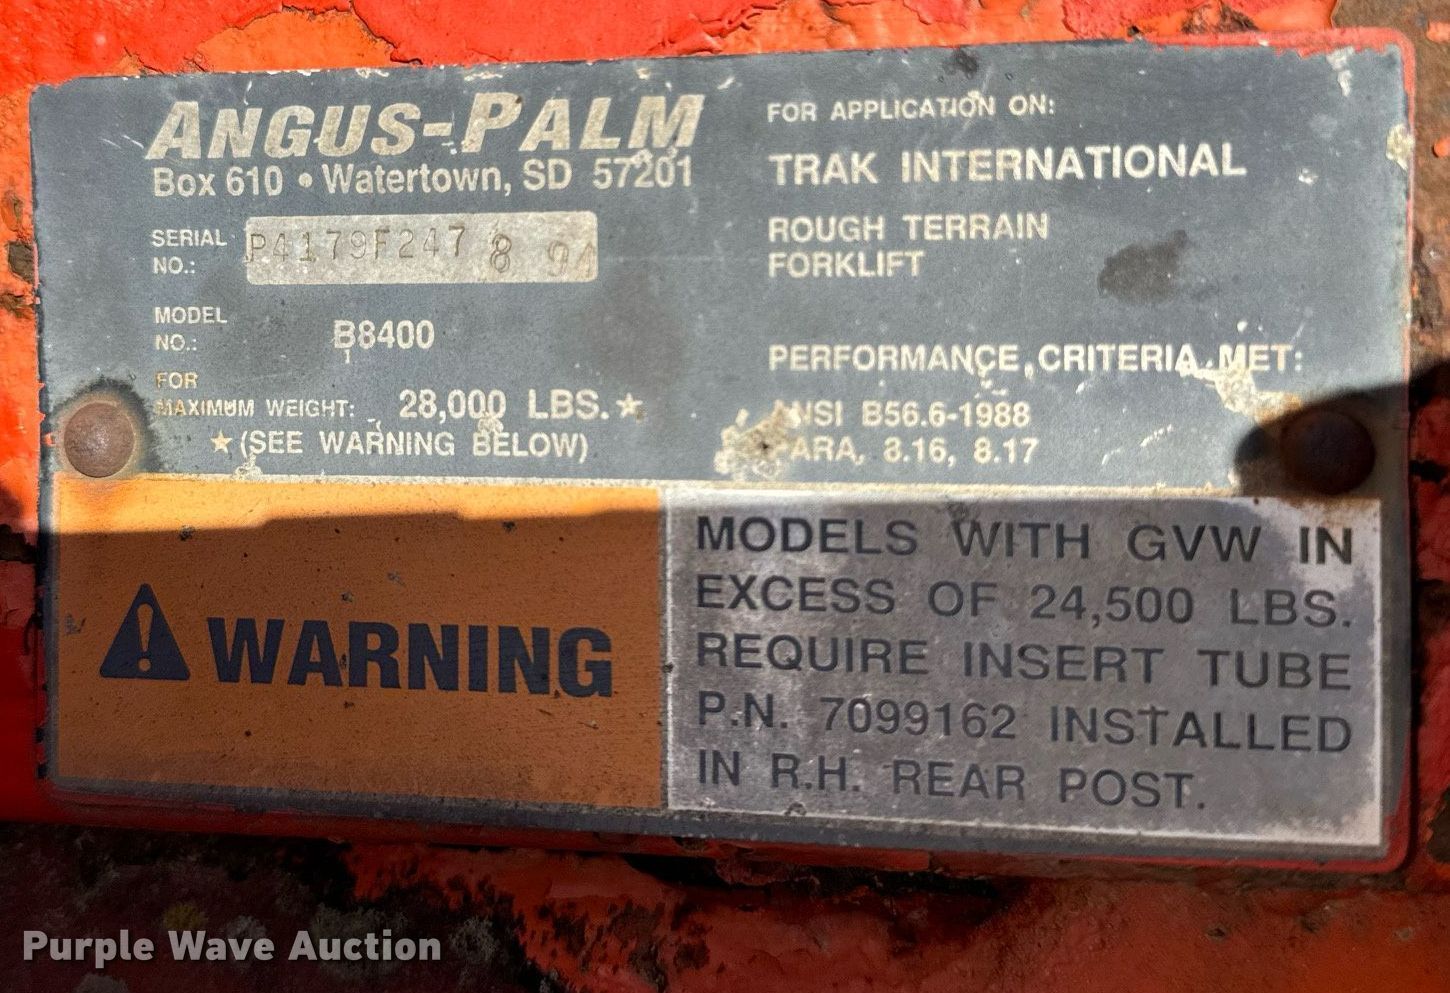 ANGUS-PALM
Box 610 • Watertown, SD 57201
SERIAL
NO.:
P4179F247 8 94
MODEL
NO.:
B8400
FOR
MAXIMUM WEIGHT: 28,000 LBS.★
★(SEE WARNING BELOW)
FOR APPLICATION ON:
TRAK INTERNATIONAL
ROUGH TERRAIN
FORKLIFT
PERFORMANCE CRITERIA MET:
ANSI B56.6-1988
PARA, 8.16, 8.17
WARNING
MODELS WITH GVW IN
EXCESS OF 24,500 LBS.
REQUIRE INSERT TUBE
P.N. 7099162 INSTALLED
IN R.H. REAR POST.
Purple Wave Auction